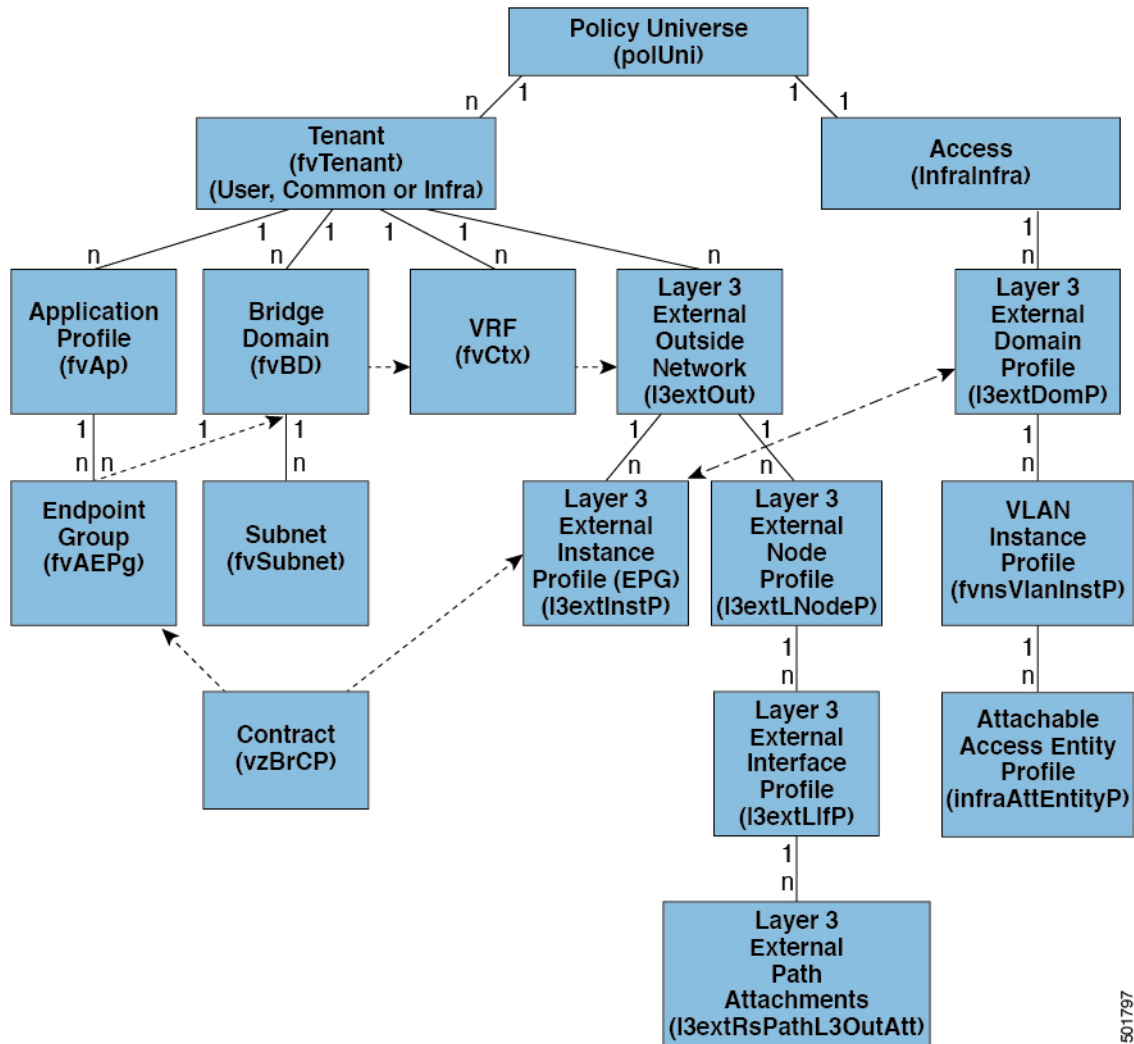 Policy Universe
(polUni)
n
1
1
1
Tenant
(fvTenant)
(User, Common or Infra)
Access
(InfraInfra)
n
1
n
1
1
n
1
n
1
n
Application
Profile
(fvAp)
Bridge
Domain
(fvBD)
VRF
(fvCtx)
Layer 3
External
Outside
Network
(l3extOut)
Layer 3
External
Domain
Profile
(l3extDomP)
1
n
n
1
1
n
1
n
1
n
1
n
Endpoint
Group
(fvAEPg)
Subnet
(fvSubnet)
Layer 3
External
Instance
Profile (EPG)
(l3extInstP)
Layer 3
External
Node
Profile
(l3extLNodeP)
VLAN
Instance
Profile
(fvnsVlanInstP)
1
n
1
n
Contract
(vzBrCP)
Layer 3
External
Interface
Profile
(l3extLIfP)
Attachable
Access Entity
Profile
(infraAttEntityP)
1
n
Layer 3
External
Path
Attachments
(l3extRsPathL3OutAtt)
501797